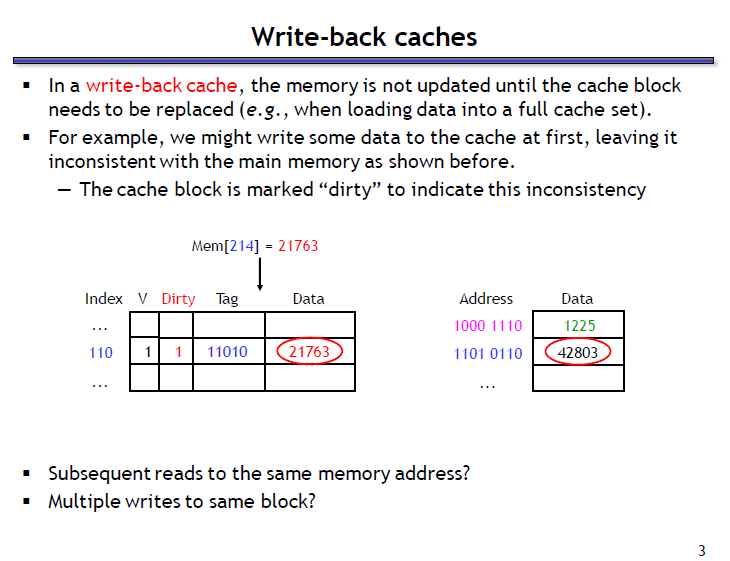 Write-back caches
▪ In a write-back cache, the memory is not updated until the cache block
needs to be replaced (e.g., when loading data into a full cache set).
▪ For example, we might write some data to the cache at first, leaving it
inconsistent with the main memory as shown before.
— The cache block is marked “dirty” to indicate this inconsistency
Mem[214] = 21763
Index V Dirty Tag Data
...
110 1 1 11010 21763
...
Address Data
1000 1110 1225
1101 0110 42803
...
▪ Subsequent reads to the same memory address?
▪ Multiple writes to same block?
3